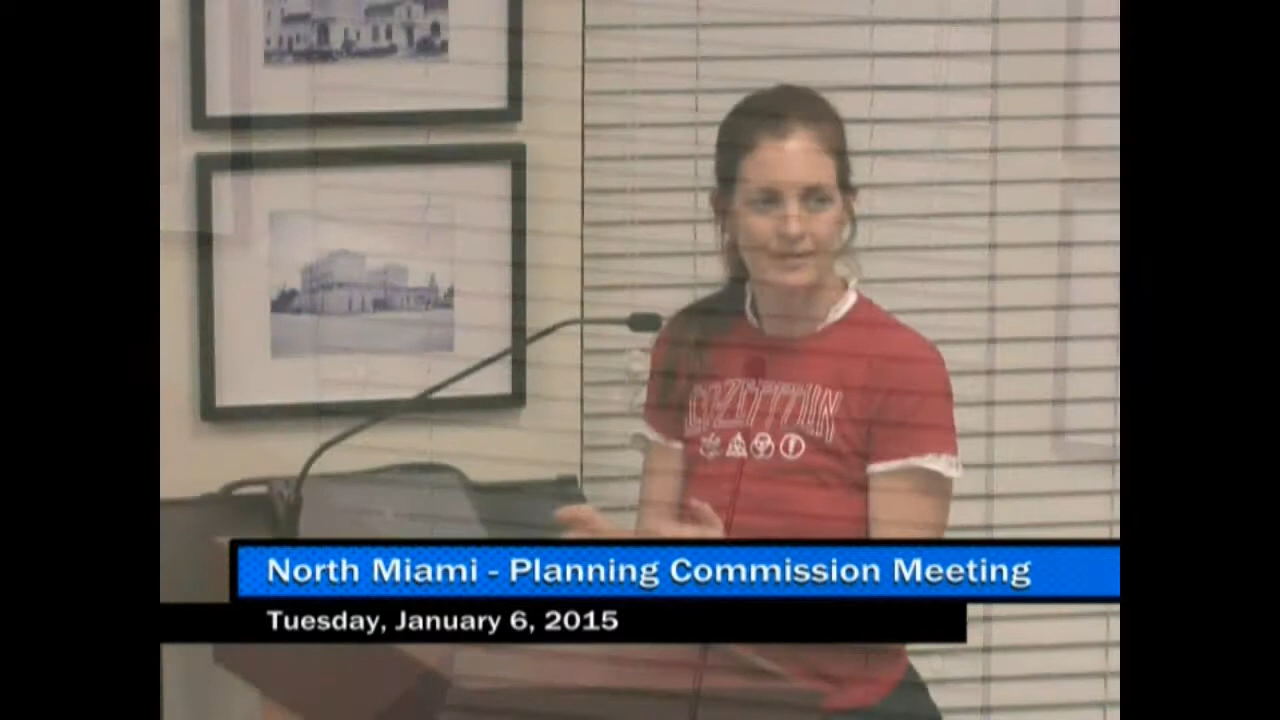 LED ZEPPELIN
North Miami - Planning Commission Meeting
Tuesday, January 6, 2015